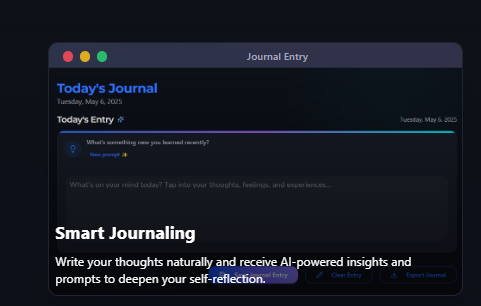 Journal Entry
Today's Journal
Tuesday, May 6, 2025
Today's Entry
Tuesday, May 6, 2025
What's something new you learned recently?
New prompt
What's on your mind today? Tap into your thoughts, feelings, and experiences...
Smart Journaling
Write your thoughts naturally and receive AI-powered insights and
prompts to deepen your self-reflection.
Journal Entry
Clear Entry
Export Journal